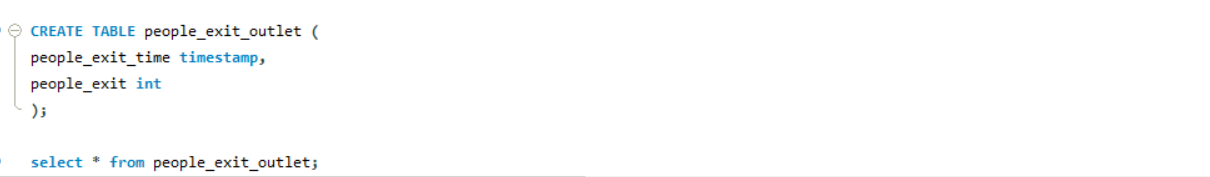 CREATE TABLE people_exit_outlet (
people_exit_time timestamp,
people_exit int
);
select * from people_exit_outlet;